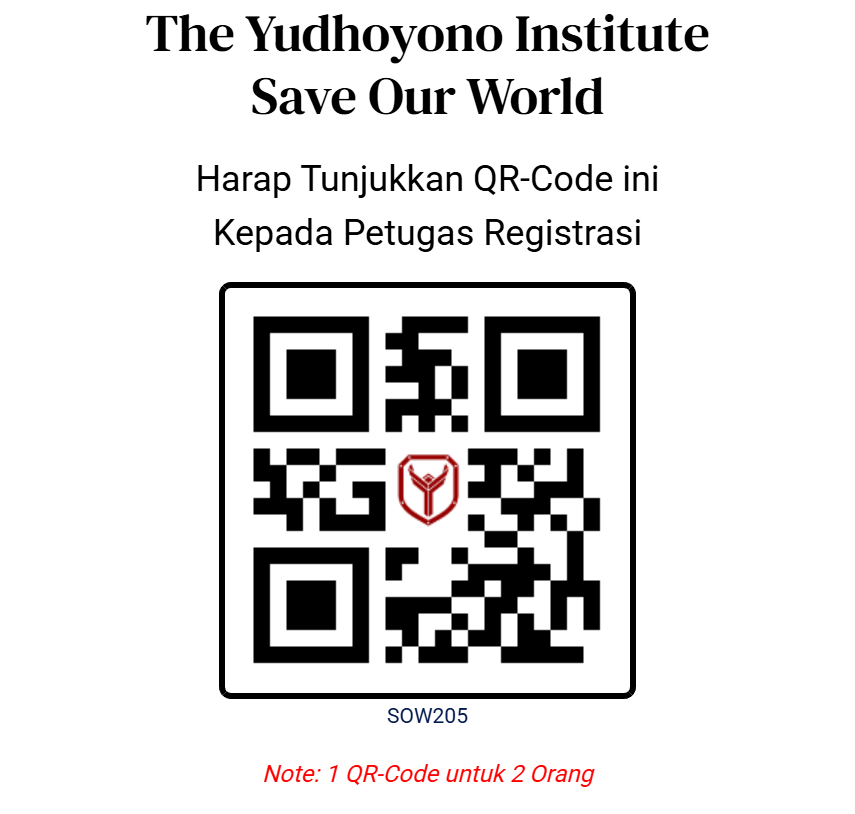 The Yudhoyono Institute
Save Our World
Harap Tunjukkan QR-Code ini
Kepada Petugas Registrasi
SOW205
Note: 1 QR-Code untuk 2 Orang